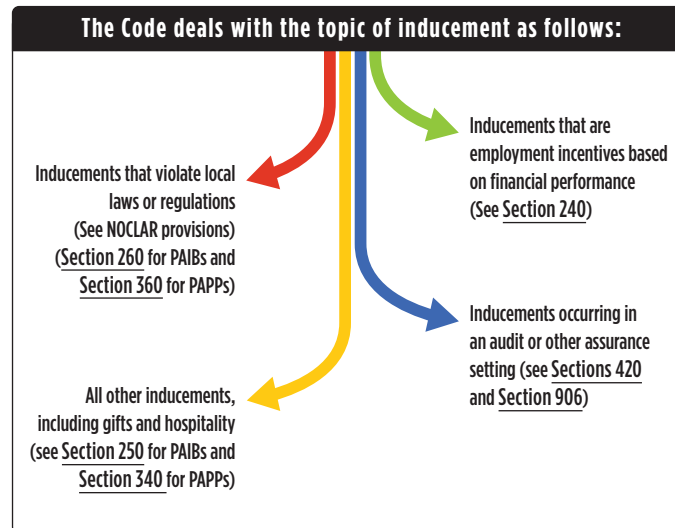 The Code deals with the topic of inducement as follows:
Inducements that violate local
laws or regulations
(See NOCLAR provisions)
(Section 260 for PAIBs and
Section 360 for PAPPs)
Inducements that are
employment incentives based
on financial performance
(See Section 240)
All other inducements,
including gifts and hospitality
(see Section 250 for PAIBs and
Section 340 for PAPPs)
Inducements occurring in
an audit or other assurance
setting (see Sections 420
and Section 906)